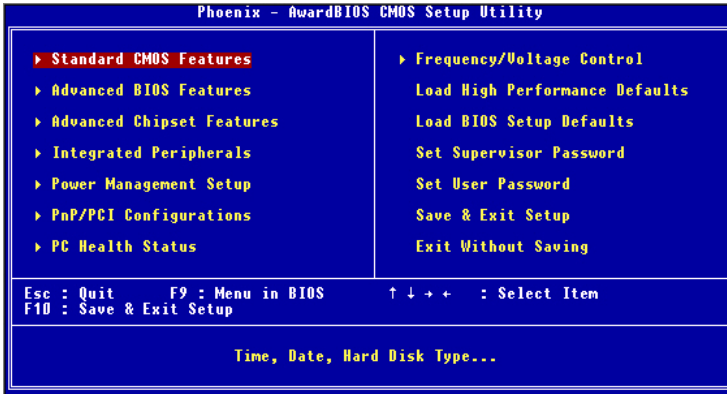 Phoenix - AwardBIOS CMOS Setup Utility
Standard CMOS Features
Advanced BIOS Features
Advanced Chipset Features
Integrated Peripherals
Power Management Setup
PnP/PCI Configurations
PC Health Status
Frequency/Voltage Control
Load High Performance Defaults
Load BIOS Setup Defaults
Set Supervisor Password
Set User Password
Save & Exit Setup
Exit Without Saving
Esc : Quit F9 : Menu in BIOS ↑ ↓ → ← : Select Item
F10 : Save & Exit Setup
Time, Date, Hard Disk Type...